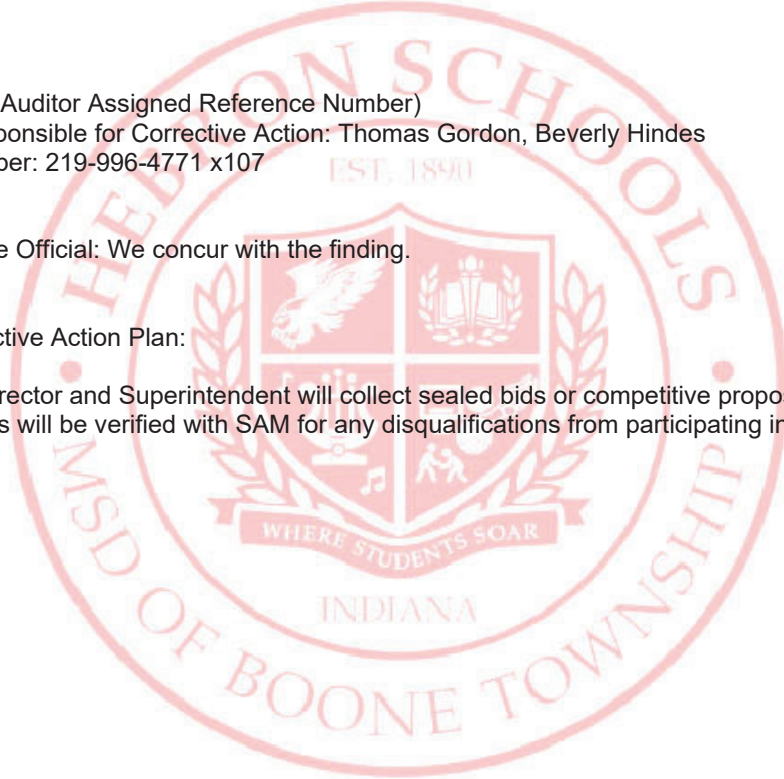 (Auditor Assigned Reference Number)
ponsible for Corrective Action: Thomas Gordon, Beverly Hindes
ber: 219-996-4771 x107
e Official: We concur with the finding.
ctive Action Plan:
rector and Superintendent will collect sealed bids or competitive propos
s will be verified with SAM for any disqualifications from participating in
HEBRON SCHOOLS
EST. 1890
WHERE STUDENTS SOAR
INDIANA
MSD OF BOONE TOWNSHIP